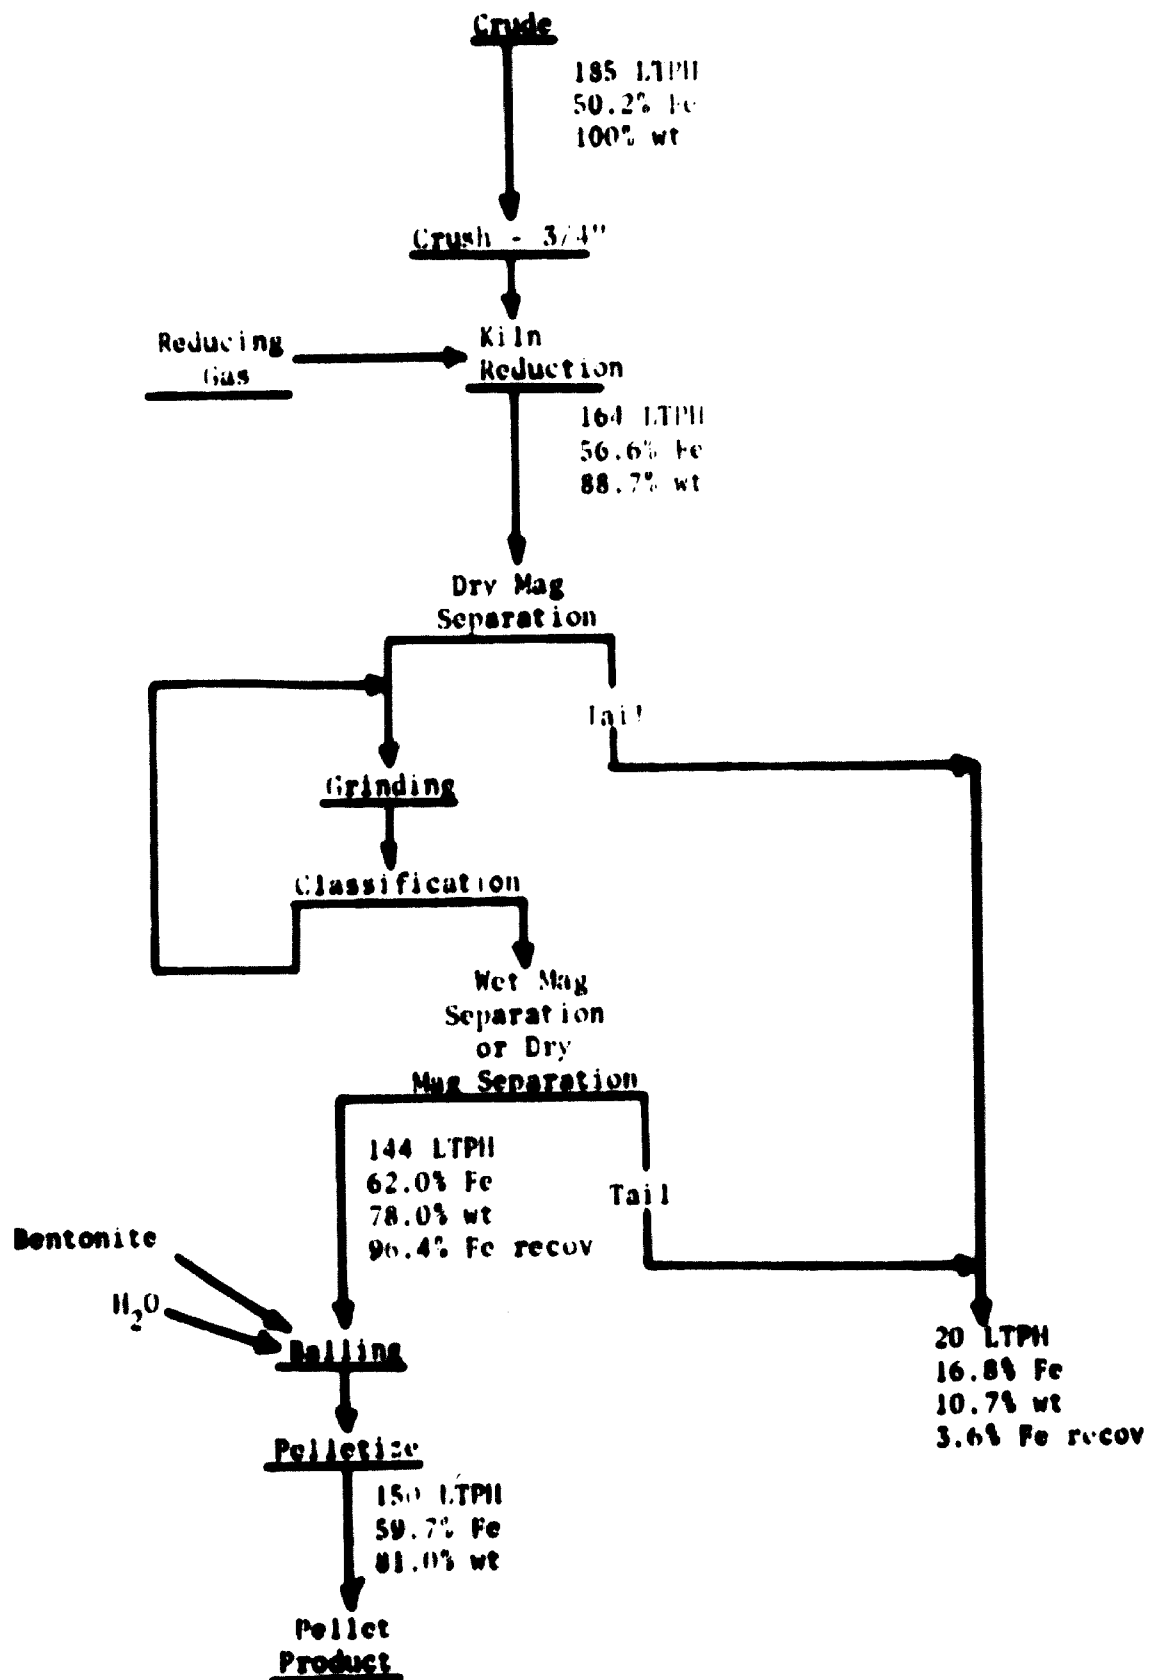 Crude
185 LTPH
50.2% Fe
100% wt
Crush - 3/4"
Reducing
Gas
Kiln
Reduction
164 LTPH
56.6% Fe
88.7% wt
Dry Mag
Separation
Tail
Grinding
Classification
Wet Mag
Separation
or Dry
Mag Separation
144 LTPH
62.0% Fe
78.0% wt
96.4% Fe recov
Tail
Bentonite
H₂O
Balling
20 LTPH
16.8% Fe
10.7% wt
3.6% Fe recov
Pelletize
150 LTPH
59.7% Fe
81.0% wt
Pellet
Product